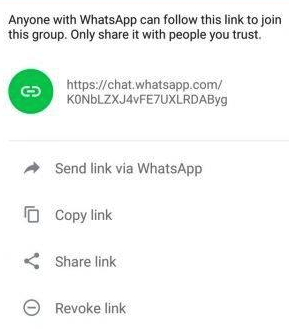 Anyone with WhatsApp can follow this link to join
this group. Only share it with people you trust.
https://chat.whatsapp.com/
K0NbLZXJ4vFE7UXLRDAByg
Send link via WhatsApp
Copy link
Share link
Revoke link